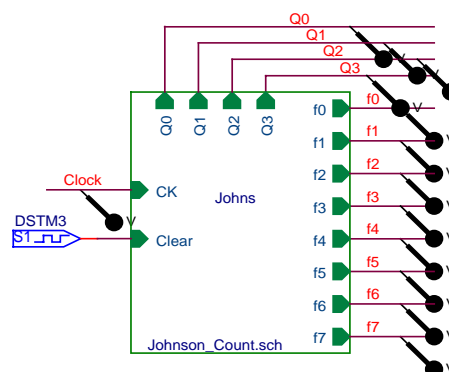 Q0
Q1
Q2
Q3
Q0 Q1 Q2 Q3
f0 f0
f1 f1
f2 f2
f3 f3
f4 f4
f5 f5
f6 f6
f7 f7
Clock
CK
Johns
DSTM3
S1
Clear
Johnson_Count.sch
V
V
V
V
V
V
V
V
V
V
V
V